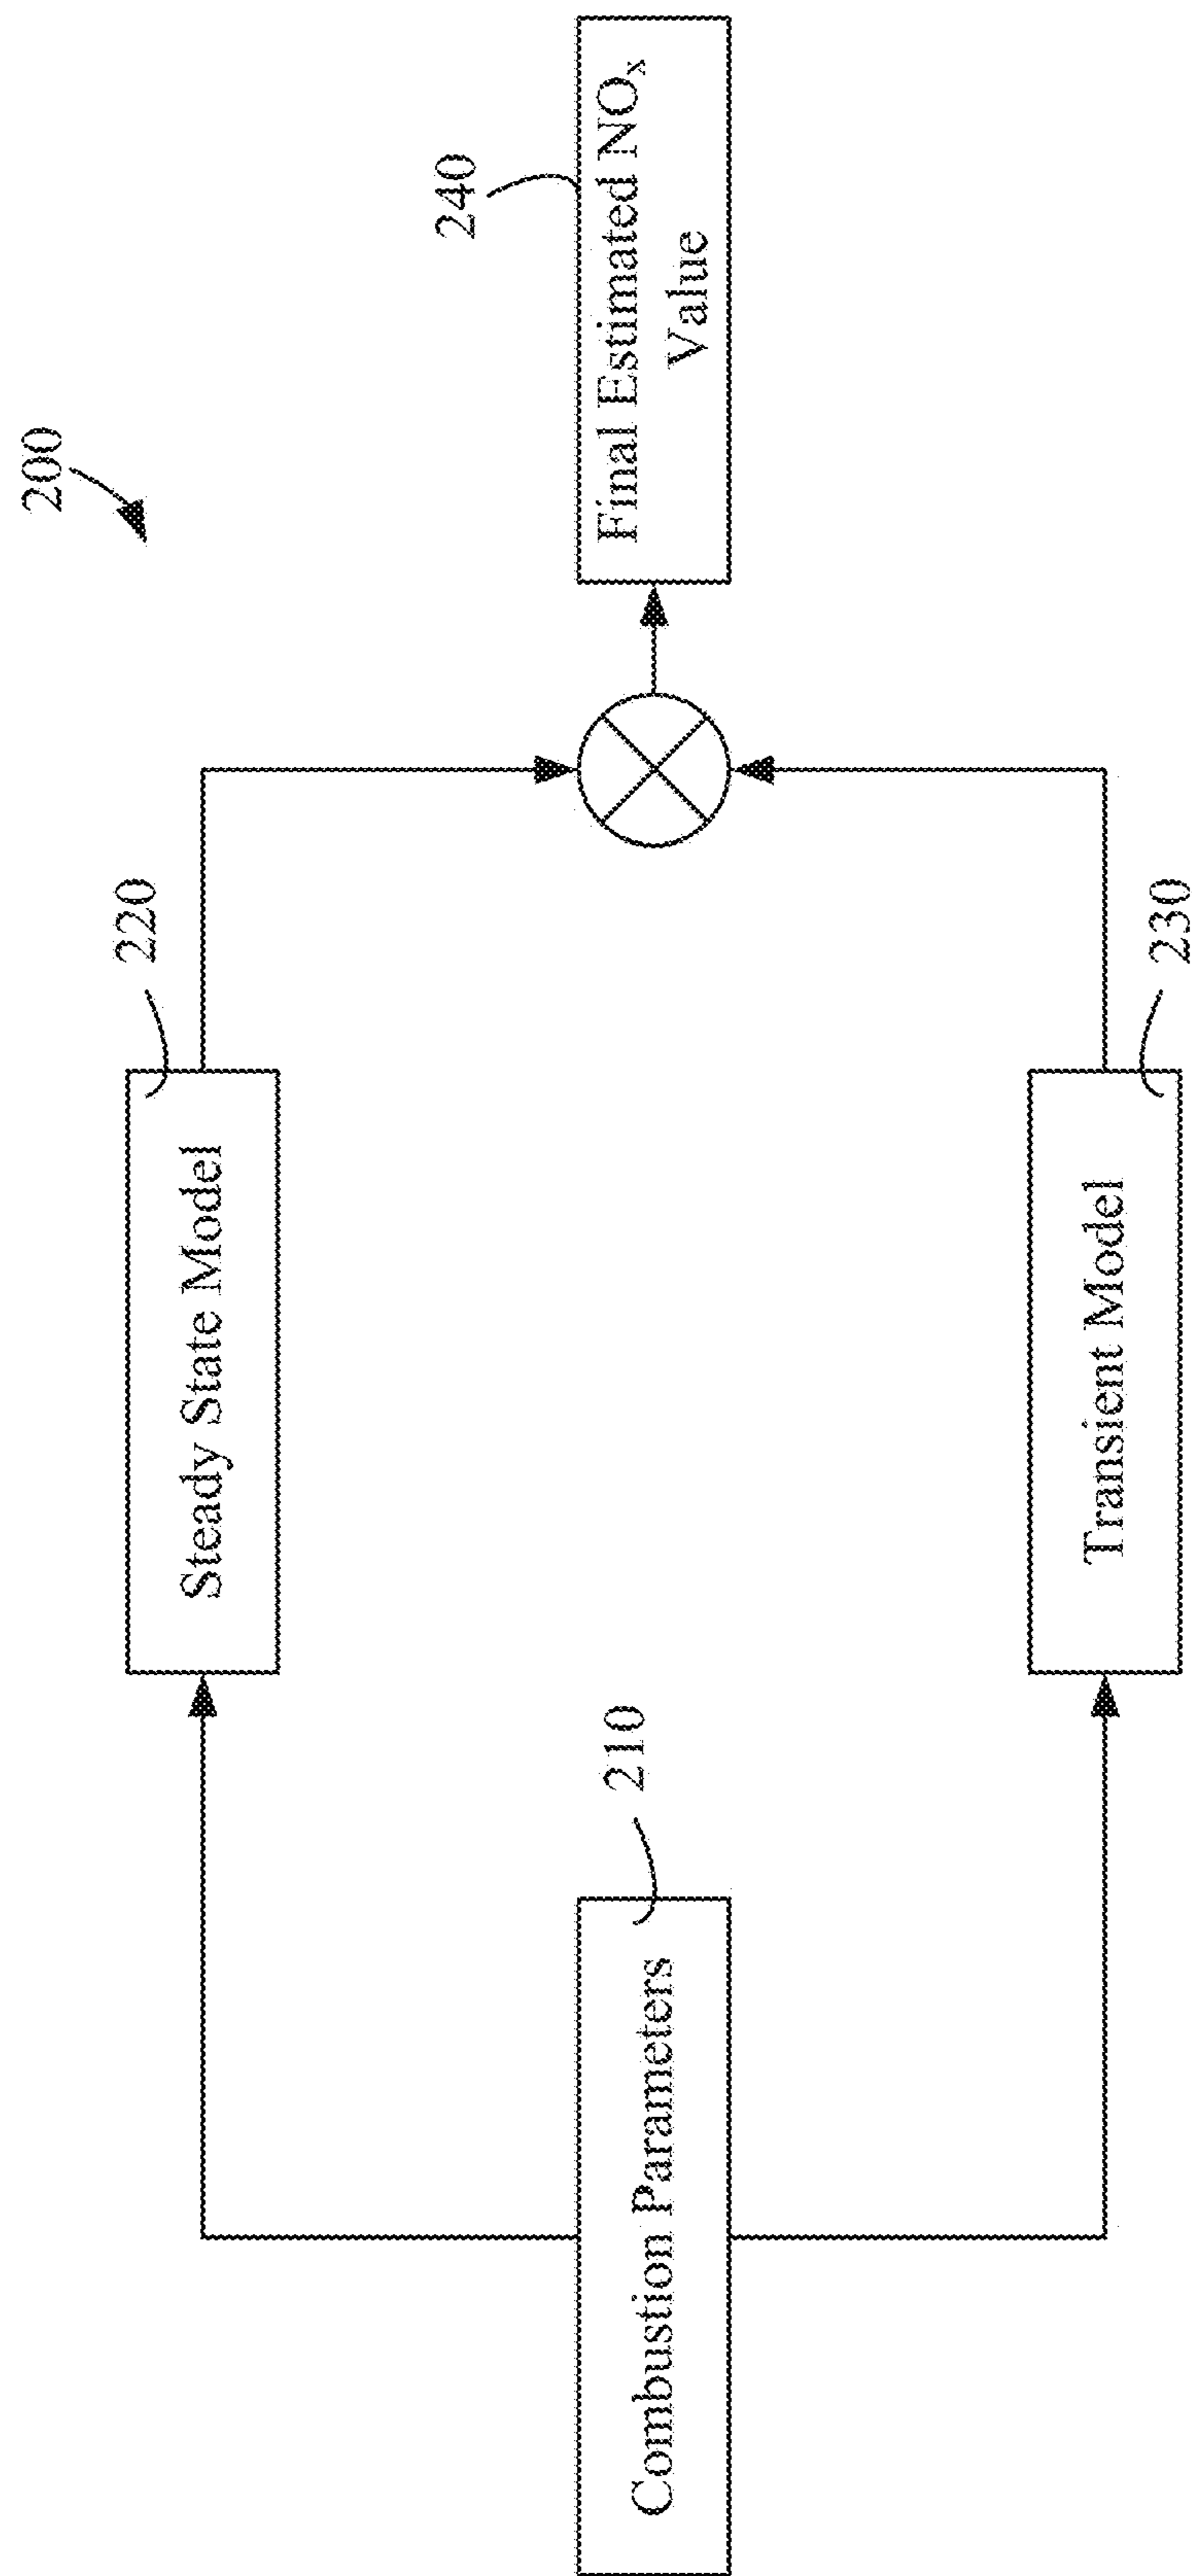 200
Combustion Parameters
210
Steady State Model
220
Transient Model
230
Final Estimated NOₓ
Value
240